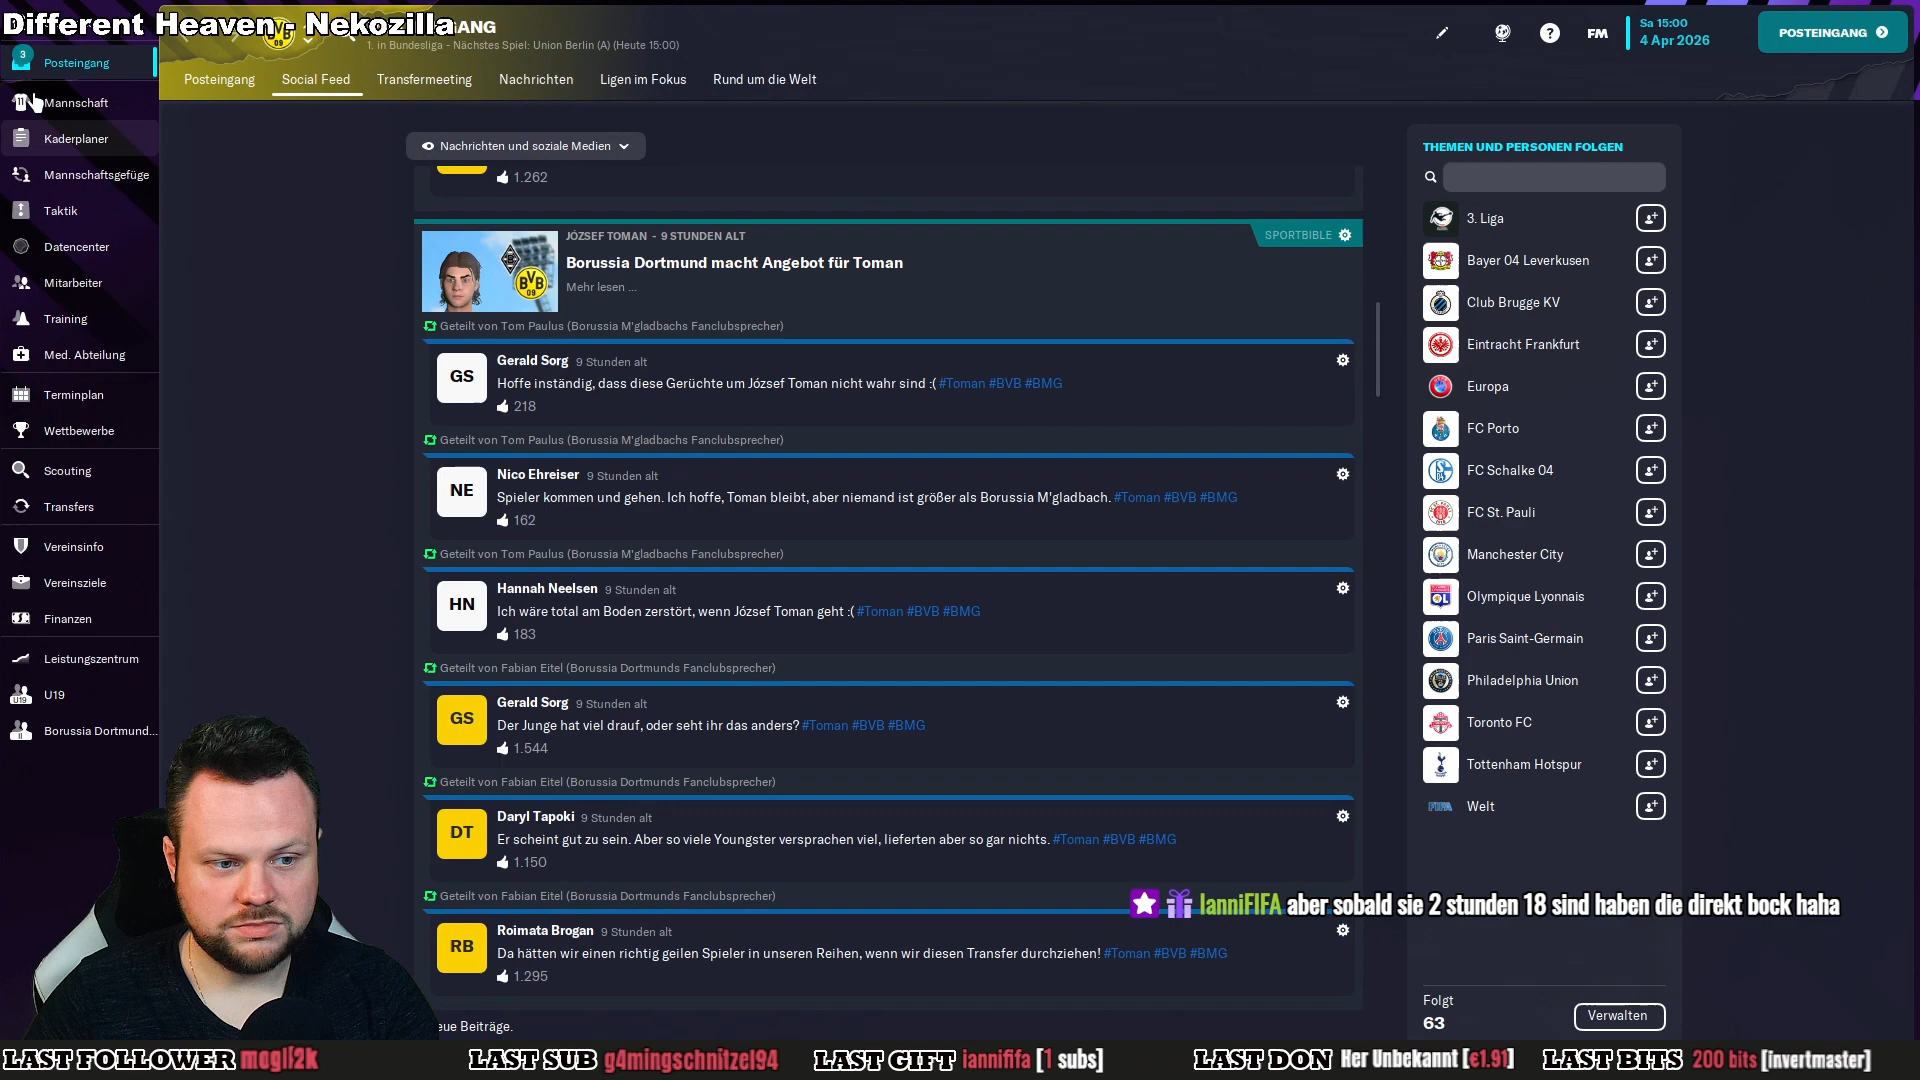 Different Heaven - Nekozilla
GANG
1. in Bundesliga - Nächstes Spiel: Union Berlin (A) (Heute 15:00)
FM
Sa 15:00
4 Apr 2026
POSTEINGANG
Posteingang
Social Feed
Transfermeeting
Nachrichten
Ligen im Fokus
Rund um die Welt
3
Posteingang
Mannschaft
Kaderplaner
Mannschaftsgefüge
Taktik
Datencenter
Mitarbeiter
Training
Med. Abteilung
Terminplan
Wettbewerbe
Scouting
Transfers
Vereinsinfo
Vereinsziele
Finanzen
Leistungszentrum
U19
Borussia Dortmund...
Nachrichten und soziale Medien
1.262
JÓZSEF TOMAN - 9 STUNDEN ALT
SPORTBIBLE
Borussia Dortmund macht Angebot für Toman
Mehr lesen ...
Geteilt von Tom Paulus (Borussia M'gladbachs Fanclubsprecher)
GS
Gerald Sorg 9 Stunden alt
Hoffe inständig, dass diese Gerüchte um József Toman nicht wahr sind :( #Toman #BVB #BMG
218
Geteilt von Tom Paulus (Borussia M'gladbachs Fanclubsprecher)
NE
Nico Ehreiser 9 Stunden alt
Spieler kommen und gehen. Ich hoffe, Toman bleibt, aber niemand ist größer als Borussia M'gladbach. #Toman #BVB #BMG
162
Geteilt von Tom Paulus (Borussia M'gladbachs Fanclubsprecher)
HN
Hannah Neelsen 9 Stunden alt
Ich wäre total am Boden zerstört, wenn József Toman geht :( #Toman #BVB #BMG
183
Geteilt von Fabian Eitel (Borussia Dortmunds Fanclubsprecher)
GS
Gerald Sorg 9 Stunden alt
Der Junge hat viel drauf, oder seht ihr das anders? #Toman #BVB #BMG
1.544
Geteilt von Fabian Eitel (Borussia Dortmunds Fanclubsprecher)
DT
Daryl Tapoki 9 Stunden alt
Er scheint gut zu sein. Aber so viele Youngster versprachen viel, lieferten aber so gar nichts. #Toman #BVB #BMG
1.150
Geteilt von Fabian Eitel (Borussia Dortmunds Fanclubsprecher)
RB
Roimata Brogan 9 Stunden alt
Da hätten wir einen richtig geilen Spieler in unseren Reihen, wenn wir diesen Transfer durchziehen! #Toman #BVB #BMG
1.295
eue Beiträge.
THEMEN UND PERSONEN FOLGEN
3. Liga
Bayer 04 Leverkusen
Club Brugge KV
Eintracht Frankfurt
Europa
FC Porto
FC Schalke 04
FC St. Pauli
Manchester City
Olympique Lyonnais
Paris Saint-Germain
Philadelphia Union
Toronto FC
Tottenham Hotspur
FIFA
Welt
IanniFIFA aber sobald sie 2 stunden 18 sind haben die direkt bock haha
Folgt
63
Verwalten
LAST FOLLOWER mogli2k
LAST SUB g4mingschnitzel94
LAST GIFT iannififa [1 subs]
LAST DON Her Unbekannt [€1.91]
LAST BITS 200 bits [invertmaster]